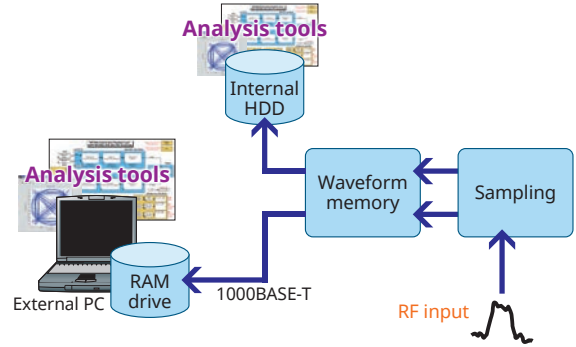 Analysis tools
Internal
HDD
Analysis tools
Waveform
memory
Sampling
RAM
drive
External PC
1000BASE-T
RF input